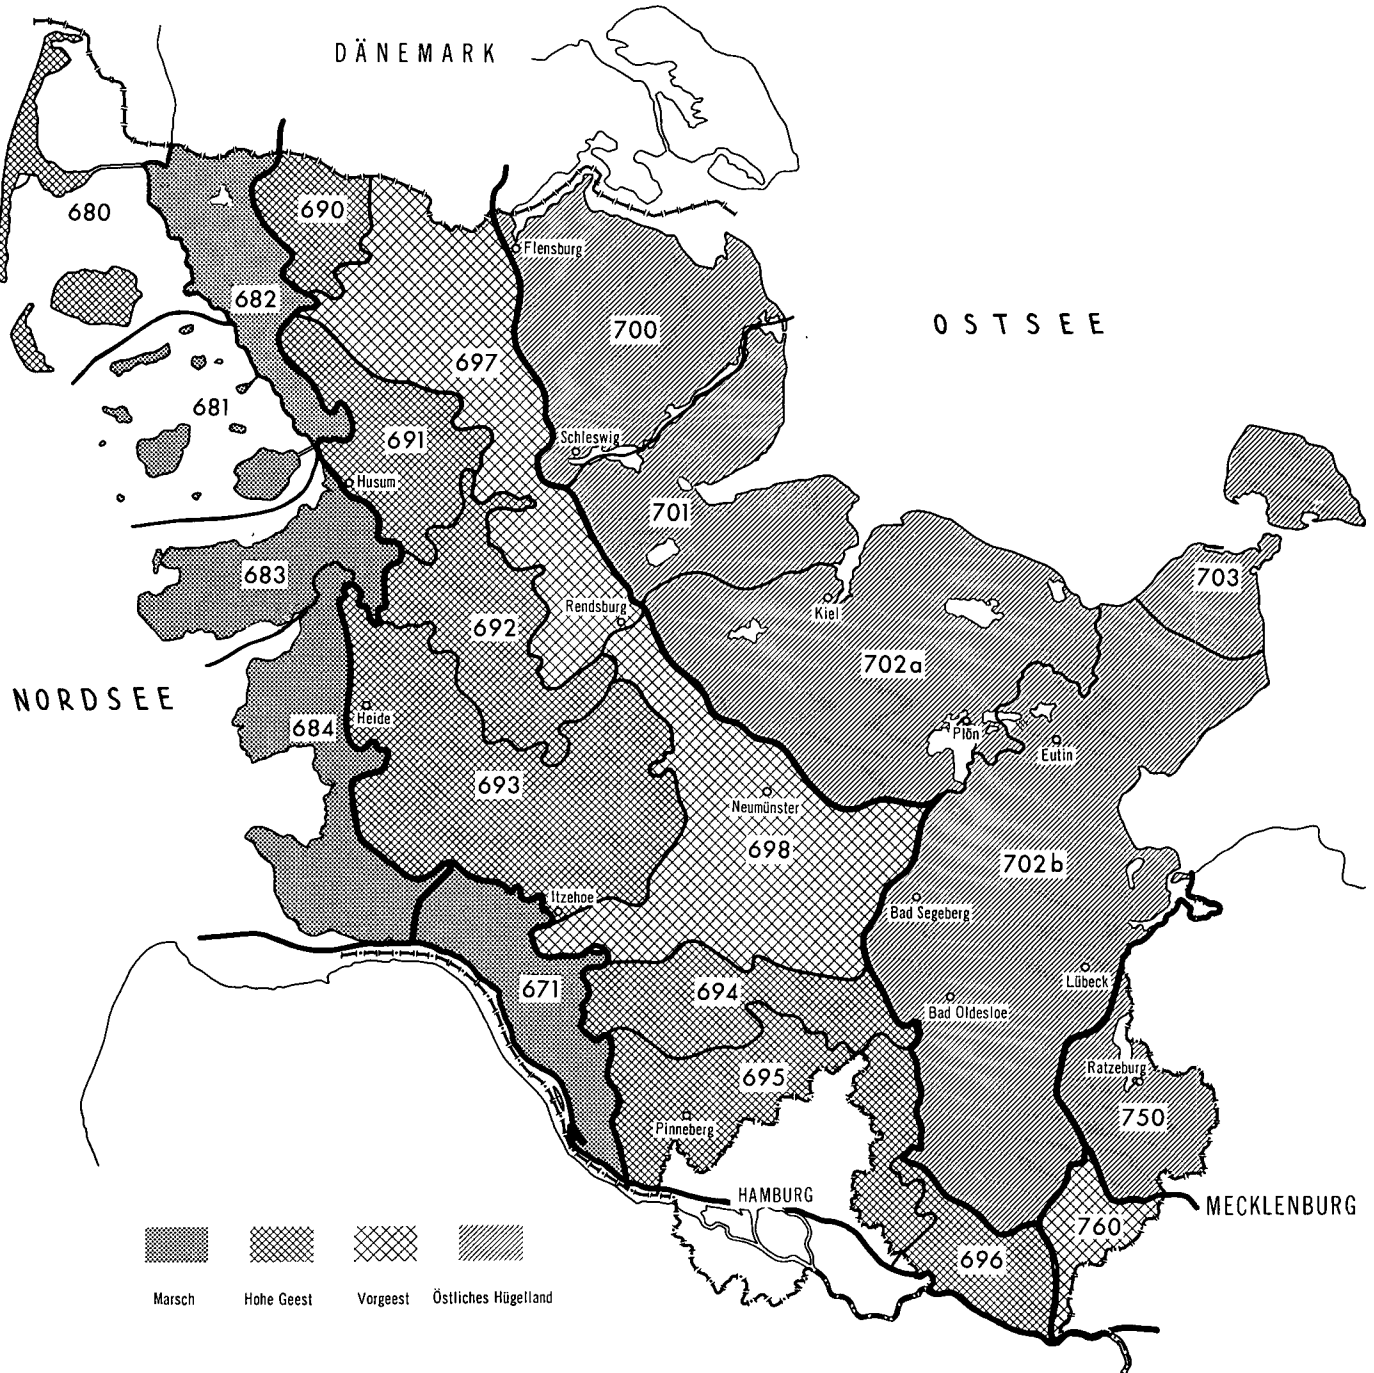 DÄNEMARK
680
690
Flensburg
682
700
OSTSEE
697
681
691
Schleswig
Husum
701
683
703
Rendsburg
Kiel
692
702a
NORDSEE
Heide
684
Plön
Eutin
693
Neumünster
698
702b
Itzehoe
Bad Segeberg
671
694
Lübeck
Bad Oldesloe
695
Ratzeburg
Pinneberg
750
HAMBURG
MECKLENBURG
760
696
Marsch
Hohe Geest
Vorgeest
Östliches Hügelland